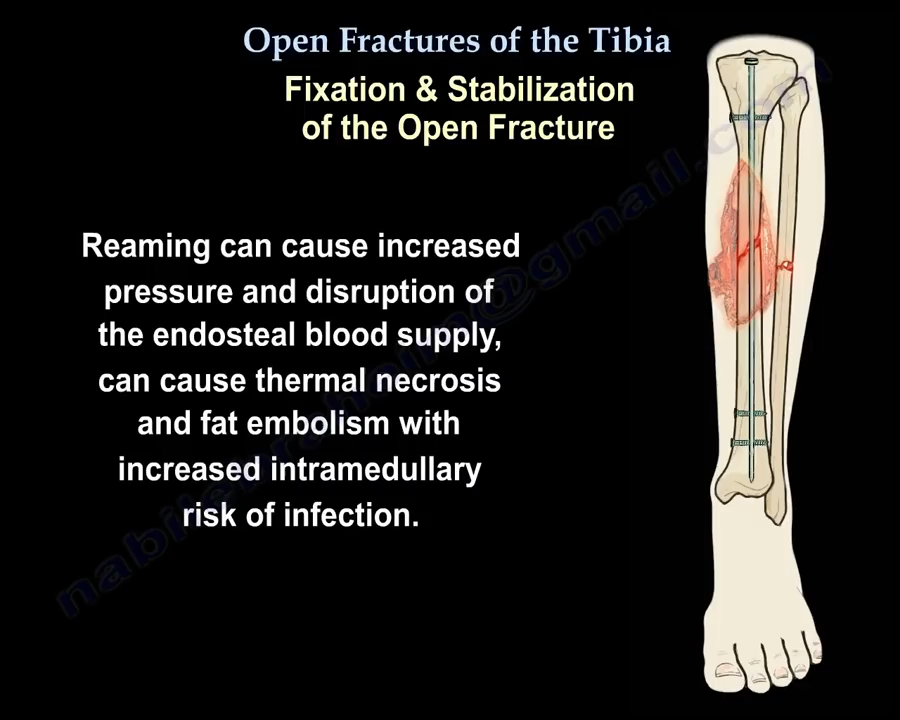 Open Fractures of the Tibia
Fixation & Stabilization
of the Open Fracture
Reaming can cause increased
pressure and disruption of
the endosteal blood supply,
can cause thermal necrosis
and fat embolism with
increased intramedullary
risk of infection.